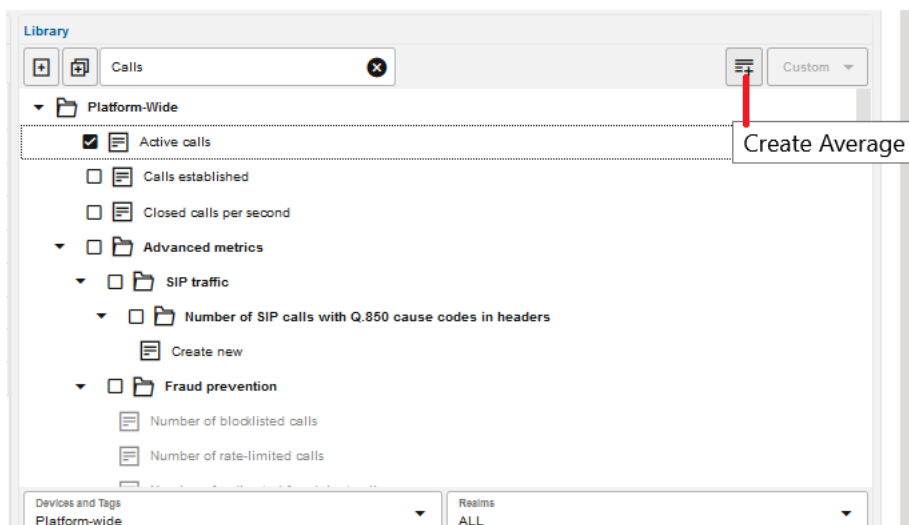 Library
Calls
Custom
Platform-Wide
Active calls
Create Average
Calls established
Closed calls per second
Advanced metrics
SIP traffic
Number of SIP calls with Q.850 cause codes in headers
Create new
Fraud prevention
Number of blocklisted calls
Number of rate-limited calls
Devices and Tags
Platform-wide
Realms
ALL